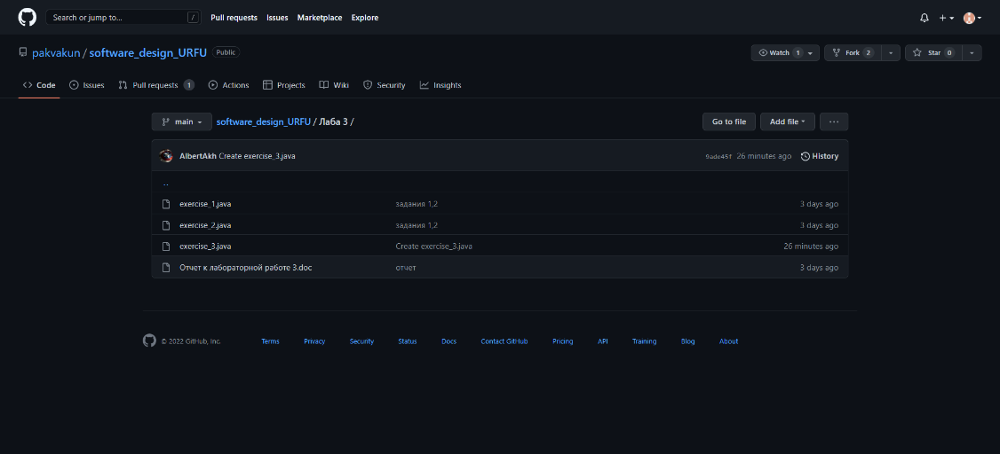 Search or jump to... /
Pull requests Issues Marketplace Explore
pakvakun / software_design_URFU Public
Watch 1 Fork 2 Star 0
Code Issues Pull requests 1 Actions Projects Wiki Security Insights
main software_design_URFU / Лаба 3 / Go to file Add file ...
AlbertAkh Create exercise_3.java 9ade45f 26 minutes ago History
..
exercise_1.java задания 1,2 3 days ago
exercise_2.java задания 1,2 3 days ago
exercise_3.java Create exercise_3.java 26 minutes ago
Отчет к лабораторной работе 3.doc отчет 3 days ago
© 2022 GitHub, Inc. Terms Privacy Security Status Docs Contact GitHub Pricing API Training Blog About